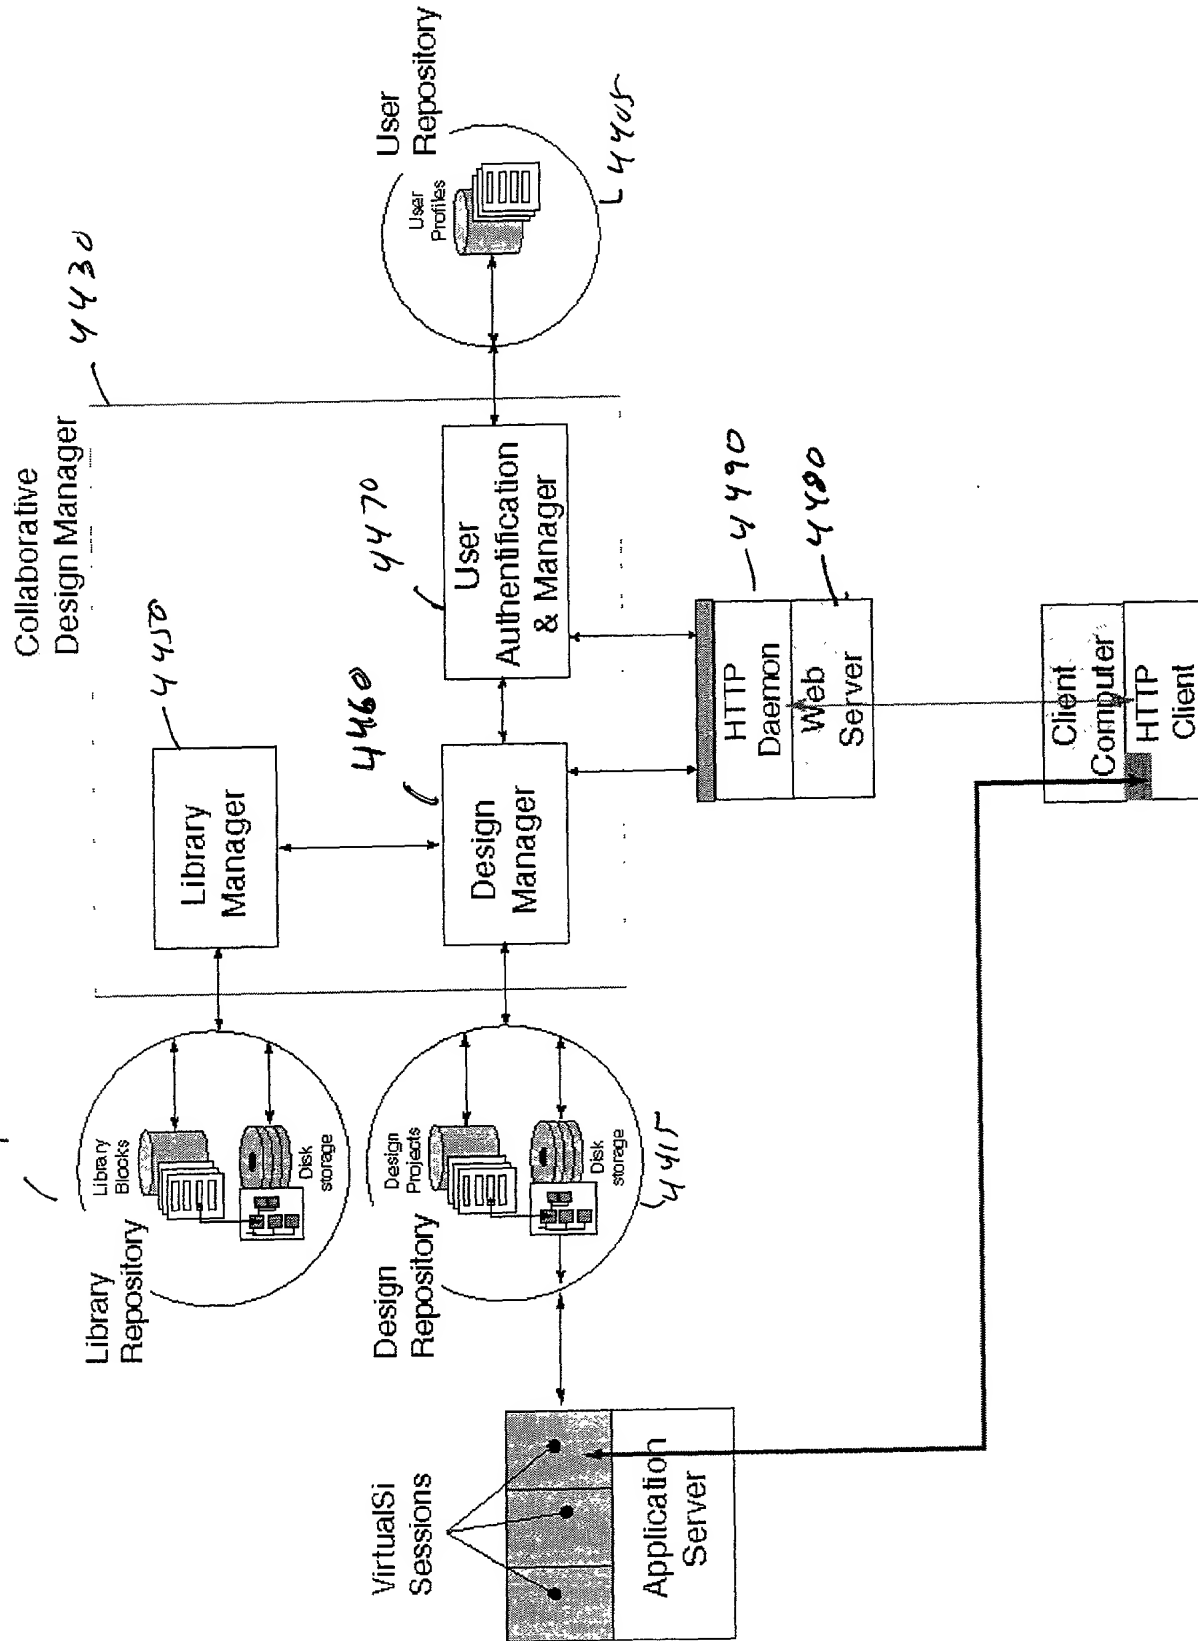 Collaborative
Design Manager
4430
User
Repository
User
Profiles
4405
4450
Library
Manager
4460
Design
Manager
4470
User
Authentification
& Manager
Library
Repository
Library
Blocks
Disk
storage
Design
Repository
Design
Projects
Disk
storage
4415
HTTP
Daemon
4490
Web
Server
4480
VirtualSi
Sessions
Application
Server
Client
Computer
HTTP
Client